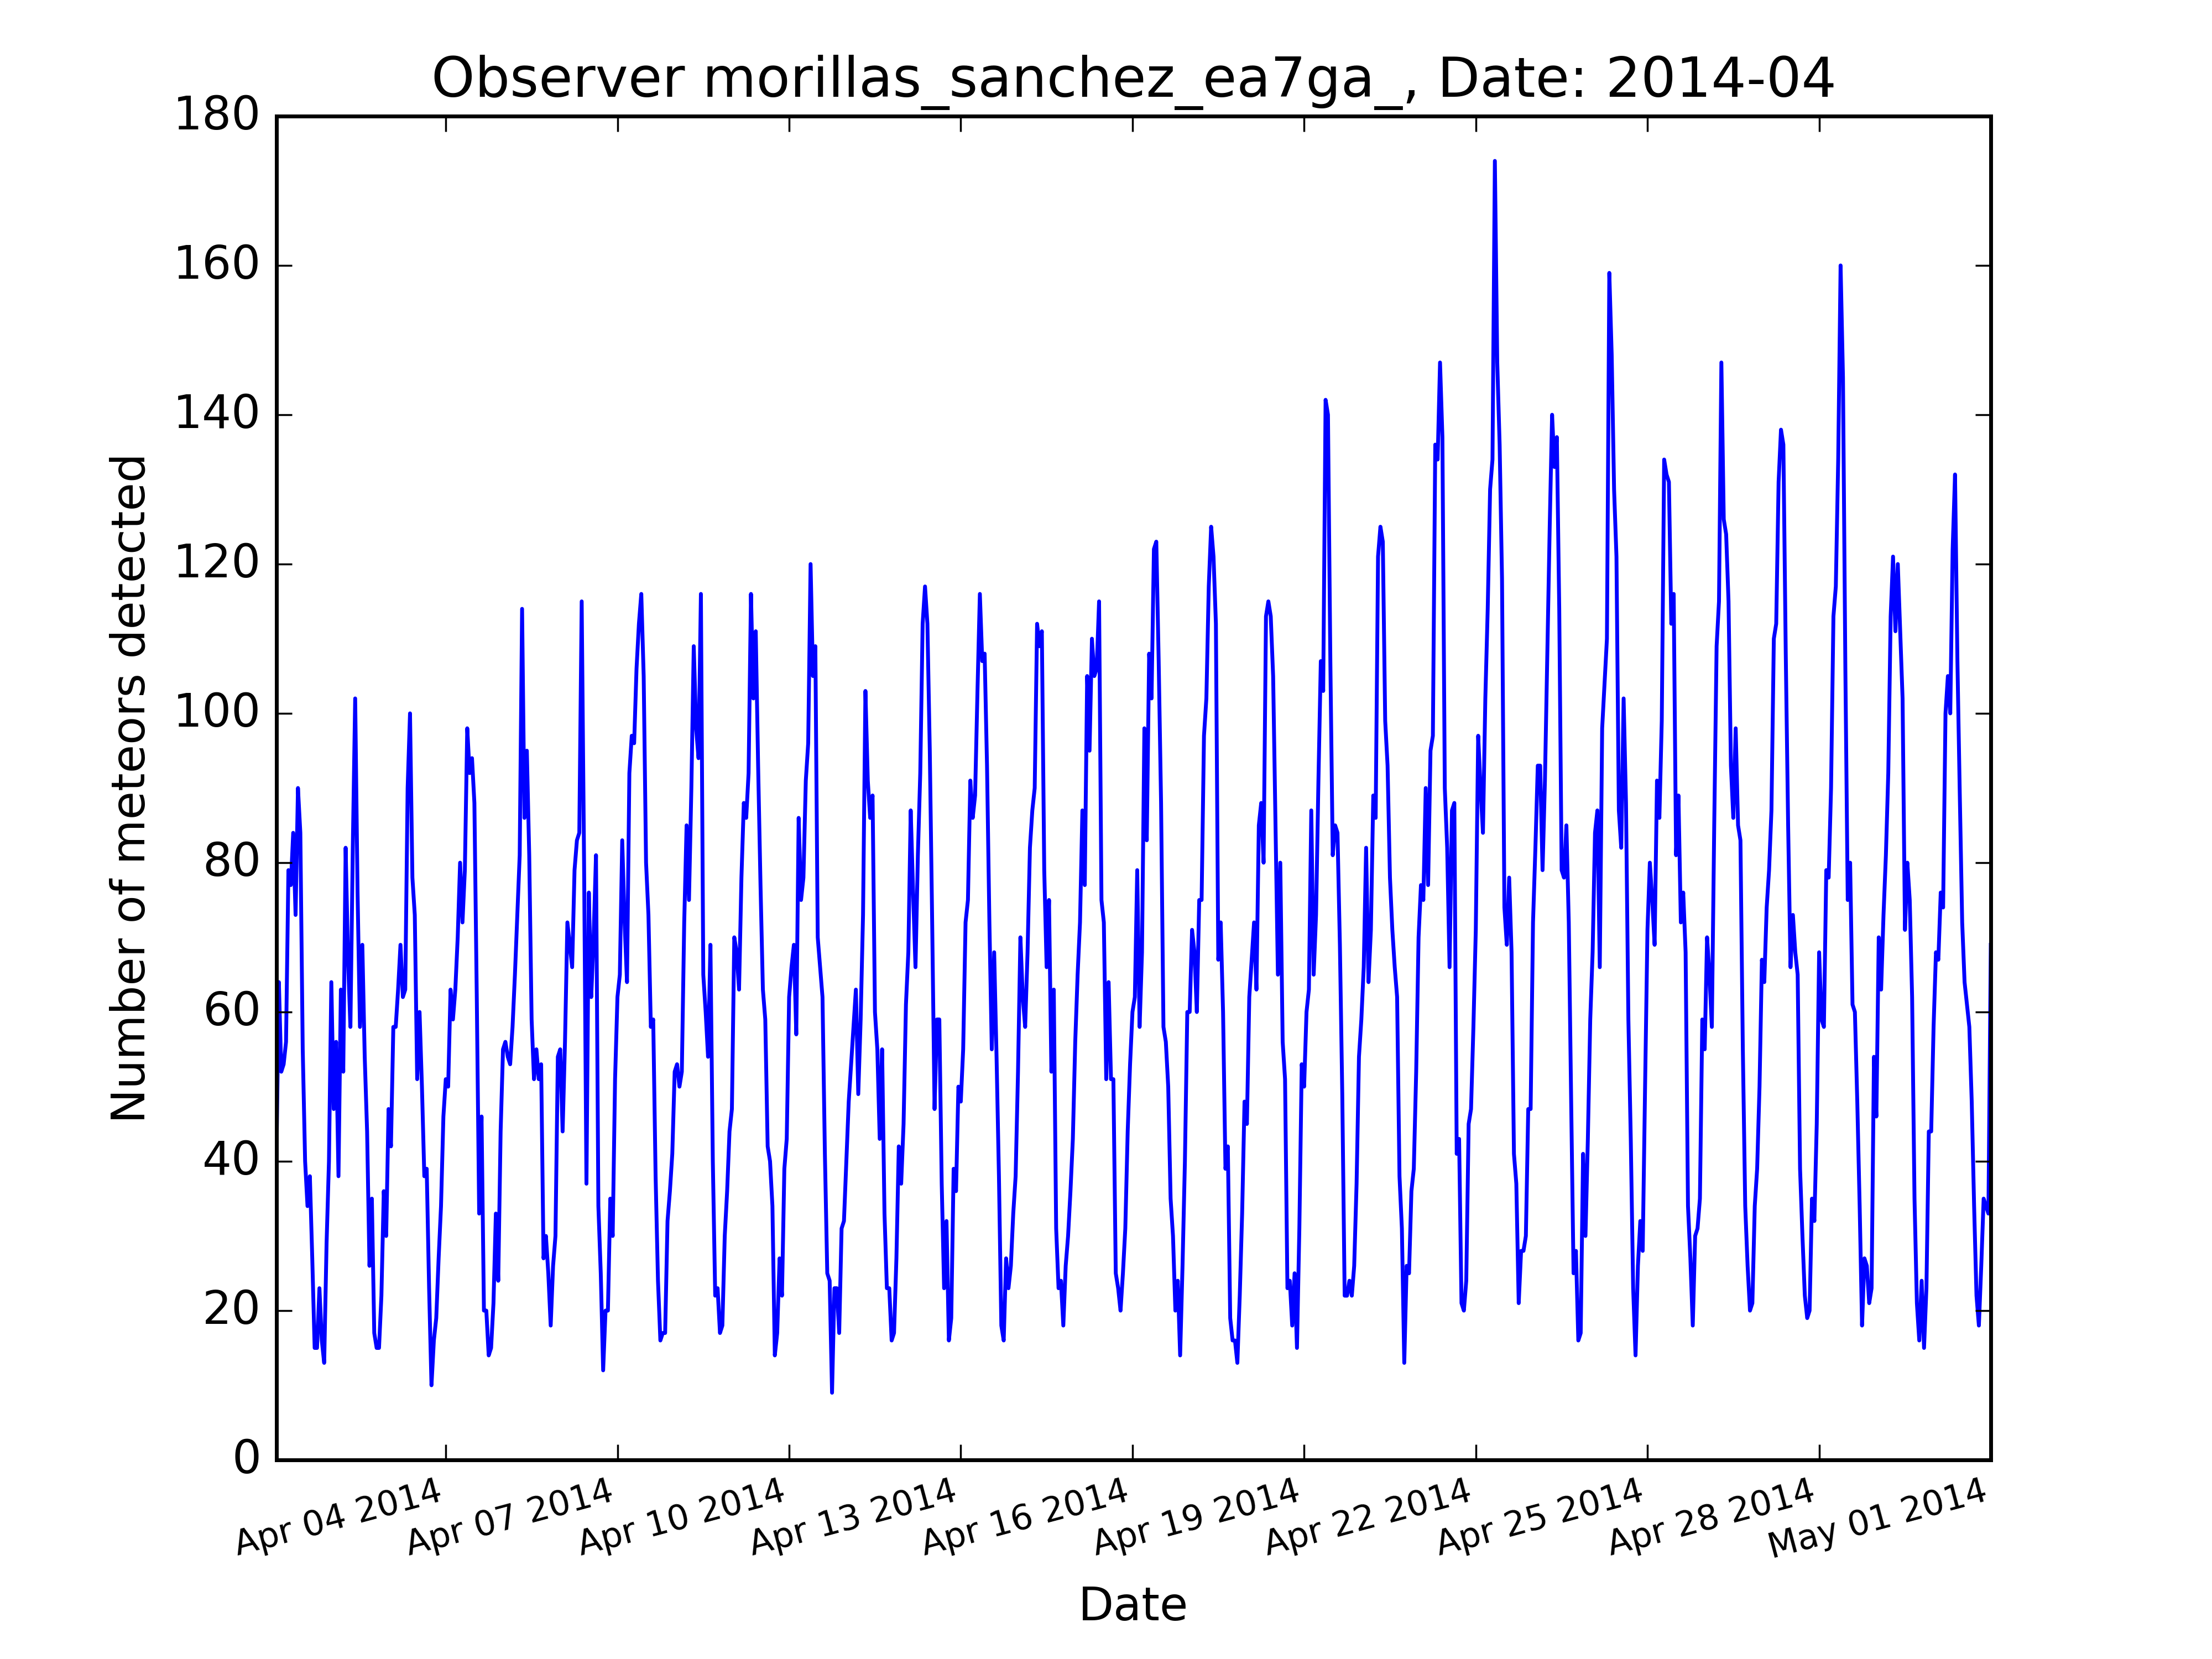 Observer morillas_sanchez_ea7ga_, Date: 2014-04
180
160
140
120
100
80
60
40
20
0
Number of meteors detected
Apr 04 2014
Apr 07 2014
Apr 10 2014
Apr 13 2014
Apr 16 2014
Apr 19 2014
Apr 22 2014
Apr 25 2014
Apr 28 2014
May 01 2014
Date